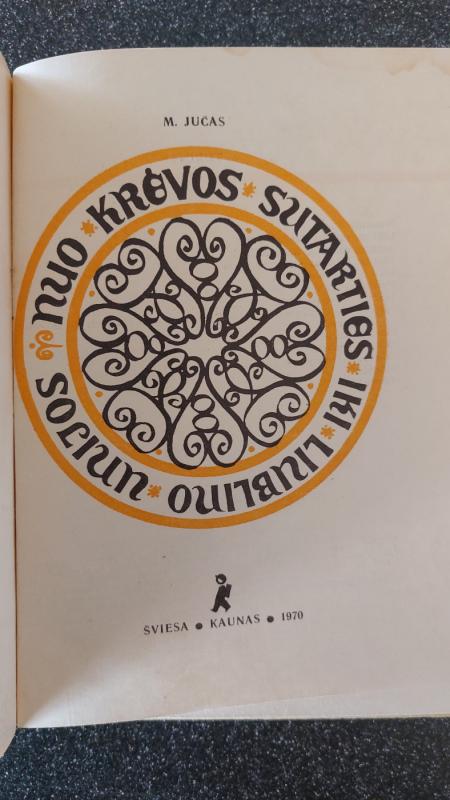 M. JUČAS
NUO KRĖVOS SUTARTIES IKI LIUBLINO UNIJOS
ŠVIESA ● KAUNAS ● 1970